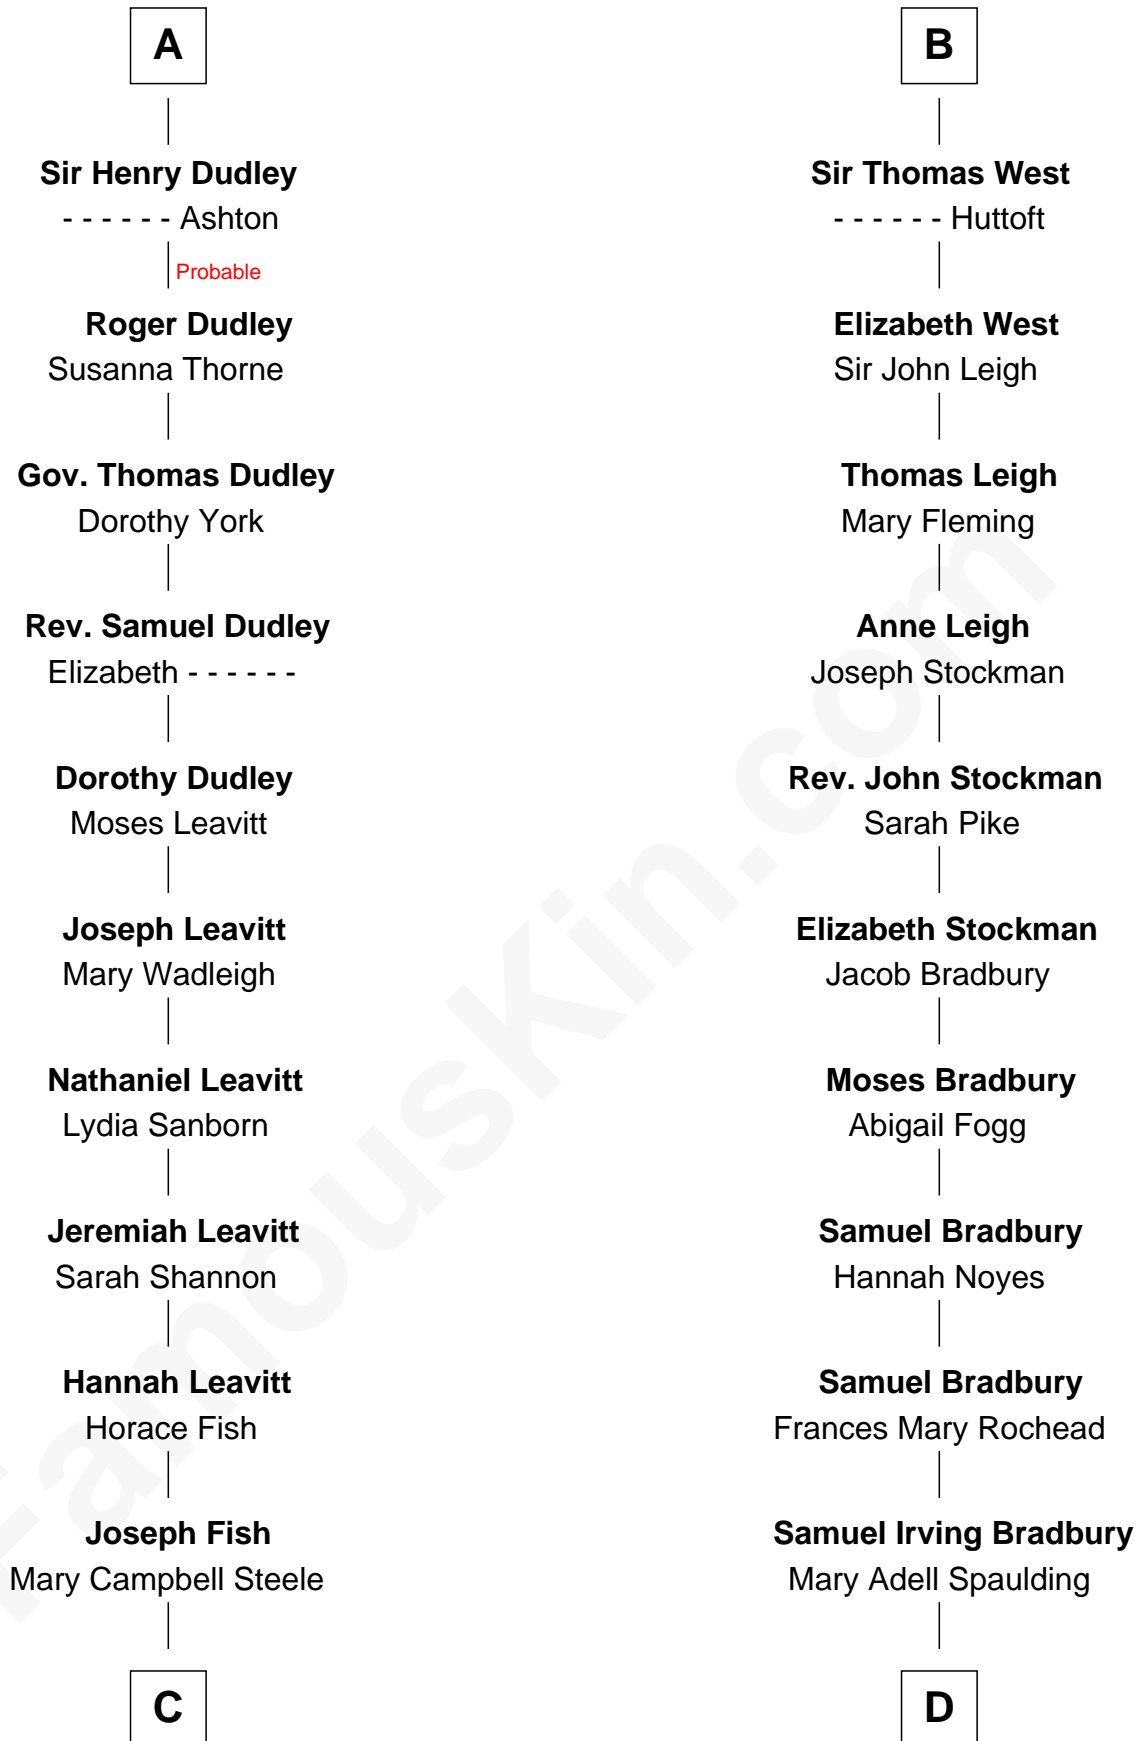 A
Sir Henry Dudley
- - - - - - Ashton
Probable
Roger Dudley
Susanna Thorne
Gov. Thomas Dudley
Dorothy York
Rev. Samuel Dudley
Elizabeth - - - - - -
Dorothy Dudley
Moses Leavitt
Joseph Leavitt
Mary Wadleigh
Nathaniel Leavitt
Lydia Sanborn
Jeremiah Leavitt
Sarah Shannon
Hannah Leavitt
Horace Fish
Joseph Fish
Mary Campbell Steele
C
B
Sir Thomas West
- - - - - - Huttoft
Elizabeth West
Sir John Leigh
Thomas Leigh
Mary Fleming
Anne Leigh
Joseph Stockman
Rev. John Stockman
Sarah Pike
Elizabeth Stockman
Jacob Bradbury
Moses Bradbury
Abigail Fogg
Samuel Bradbury
Hannah Noyes
Samuel Bradbury
Frances Mary Rochead
Samuel Irving Bradbury
Mary Adell Spaulding
D
FamousKin.com